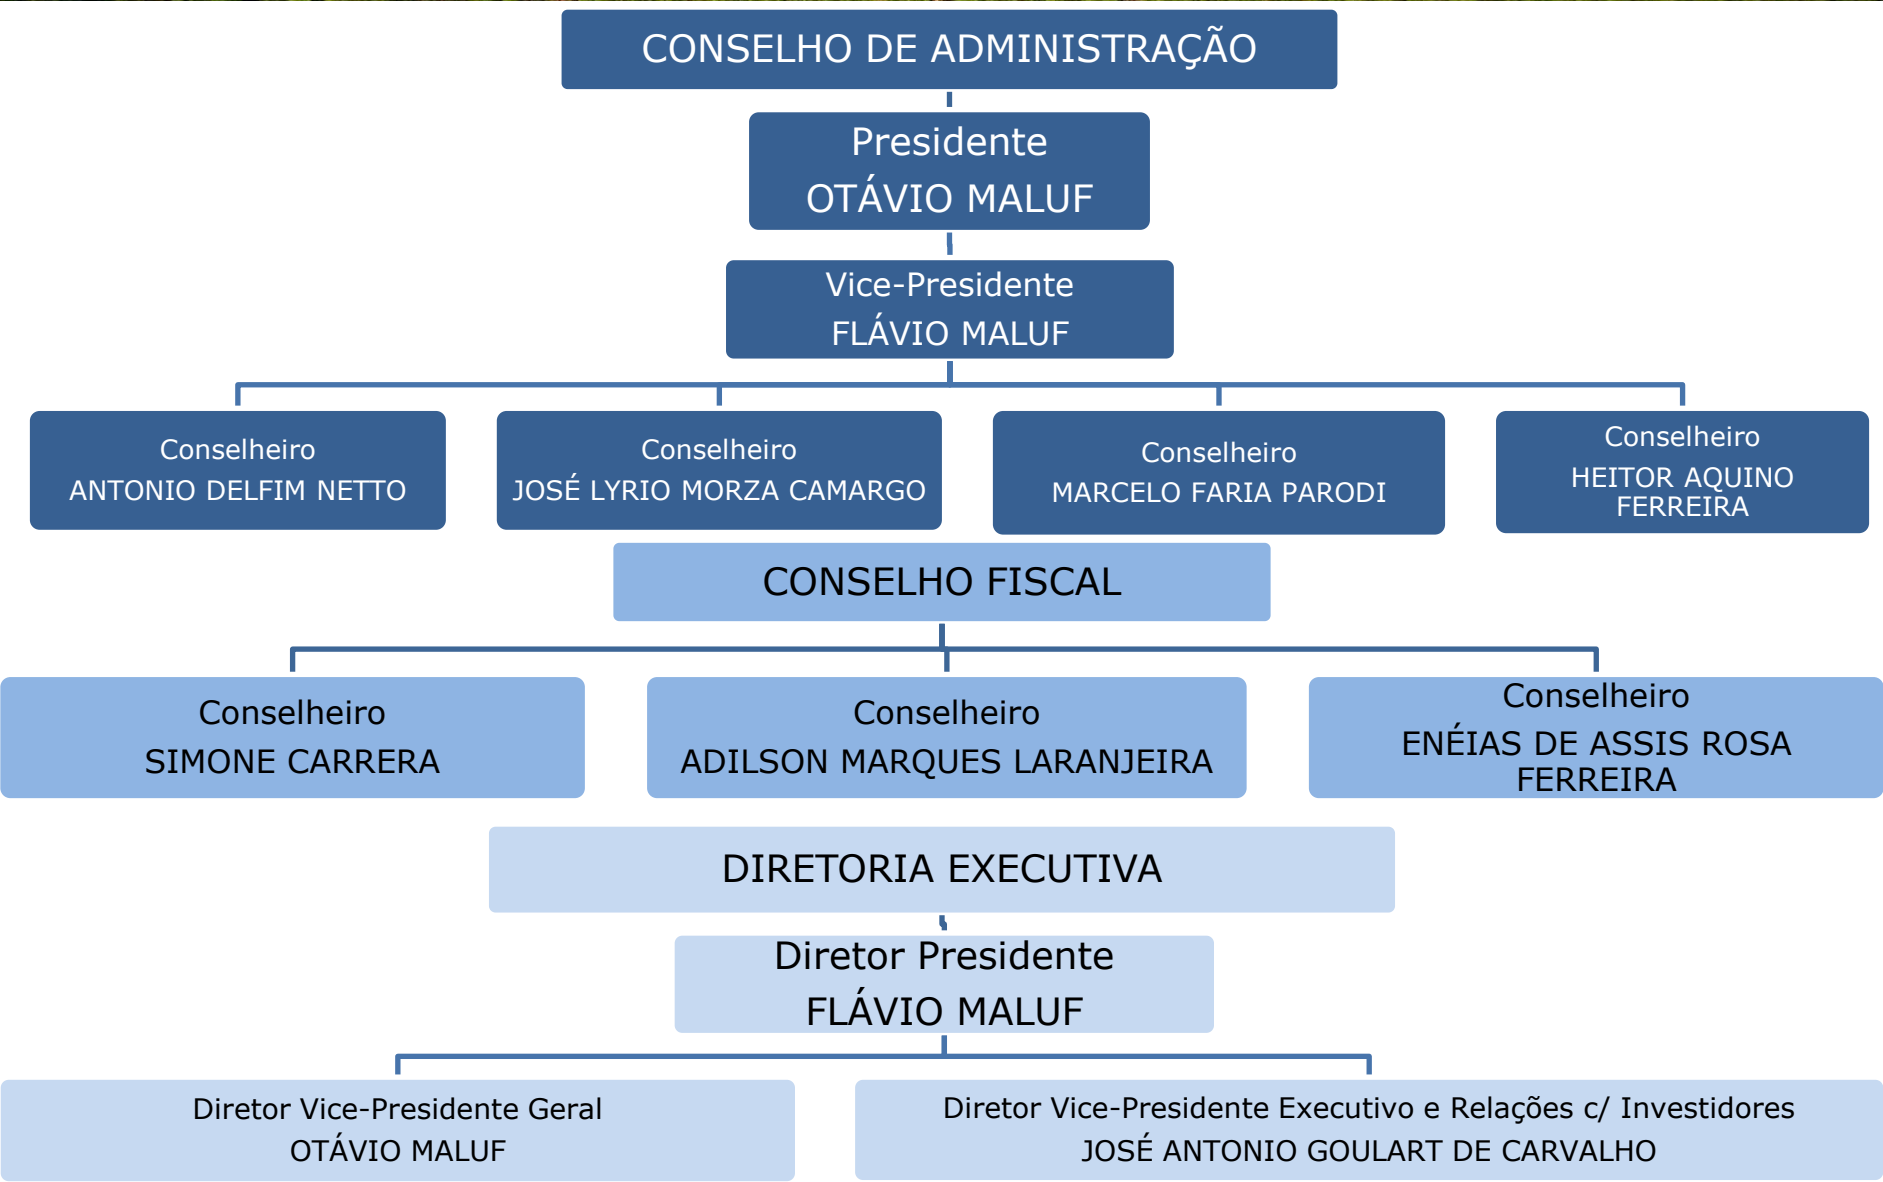 CONSELHO DE ADMINISTRAÇÃO
Presidente
OTÁVIO MALUF
Vice-Presidente
FLÁVIO MALUF
Conselheiro
ANTONIO DELFIM NETTO
Conselheiro
JOSÉ LYRIO MORZA CAMARGO
Conselheiro
MARCELO FARIA PARODI
Conselheiro
HEITOR AQUINO
FERREIRA
CONSELHO FISCAL
Conselheiro
SIMONE CARRERA
Conselheiro
ADILSON MARQUES LARANJEIRA
Conselheiro
ENÉIAS DE ASSIS ROSA
FERREIRA
DIRETORIA EXECUTIVA
Diretor Presidente
FLÁVIO MALUF
Diretor Vice-Presidente Geral
OTÁVIO MALUF
Diretor Vice-Presidente Executivo e Relações c/ Investidores
JOSÉ ANTONIO GOULART DE CARVALHO